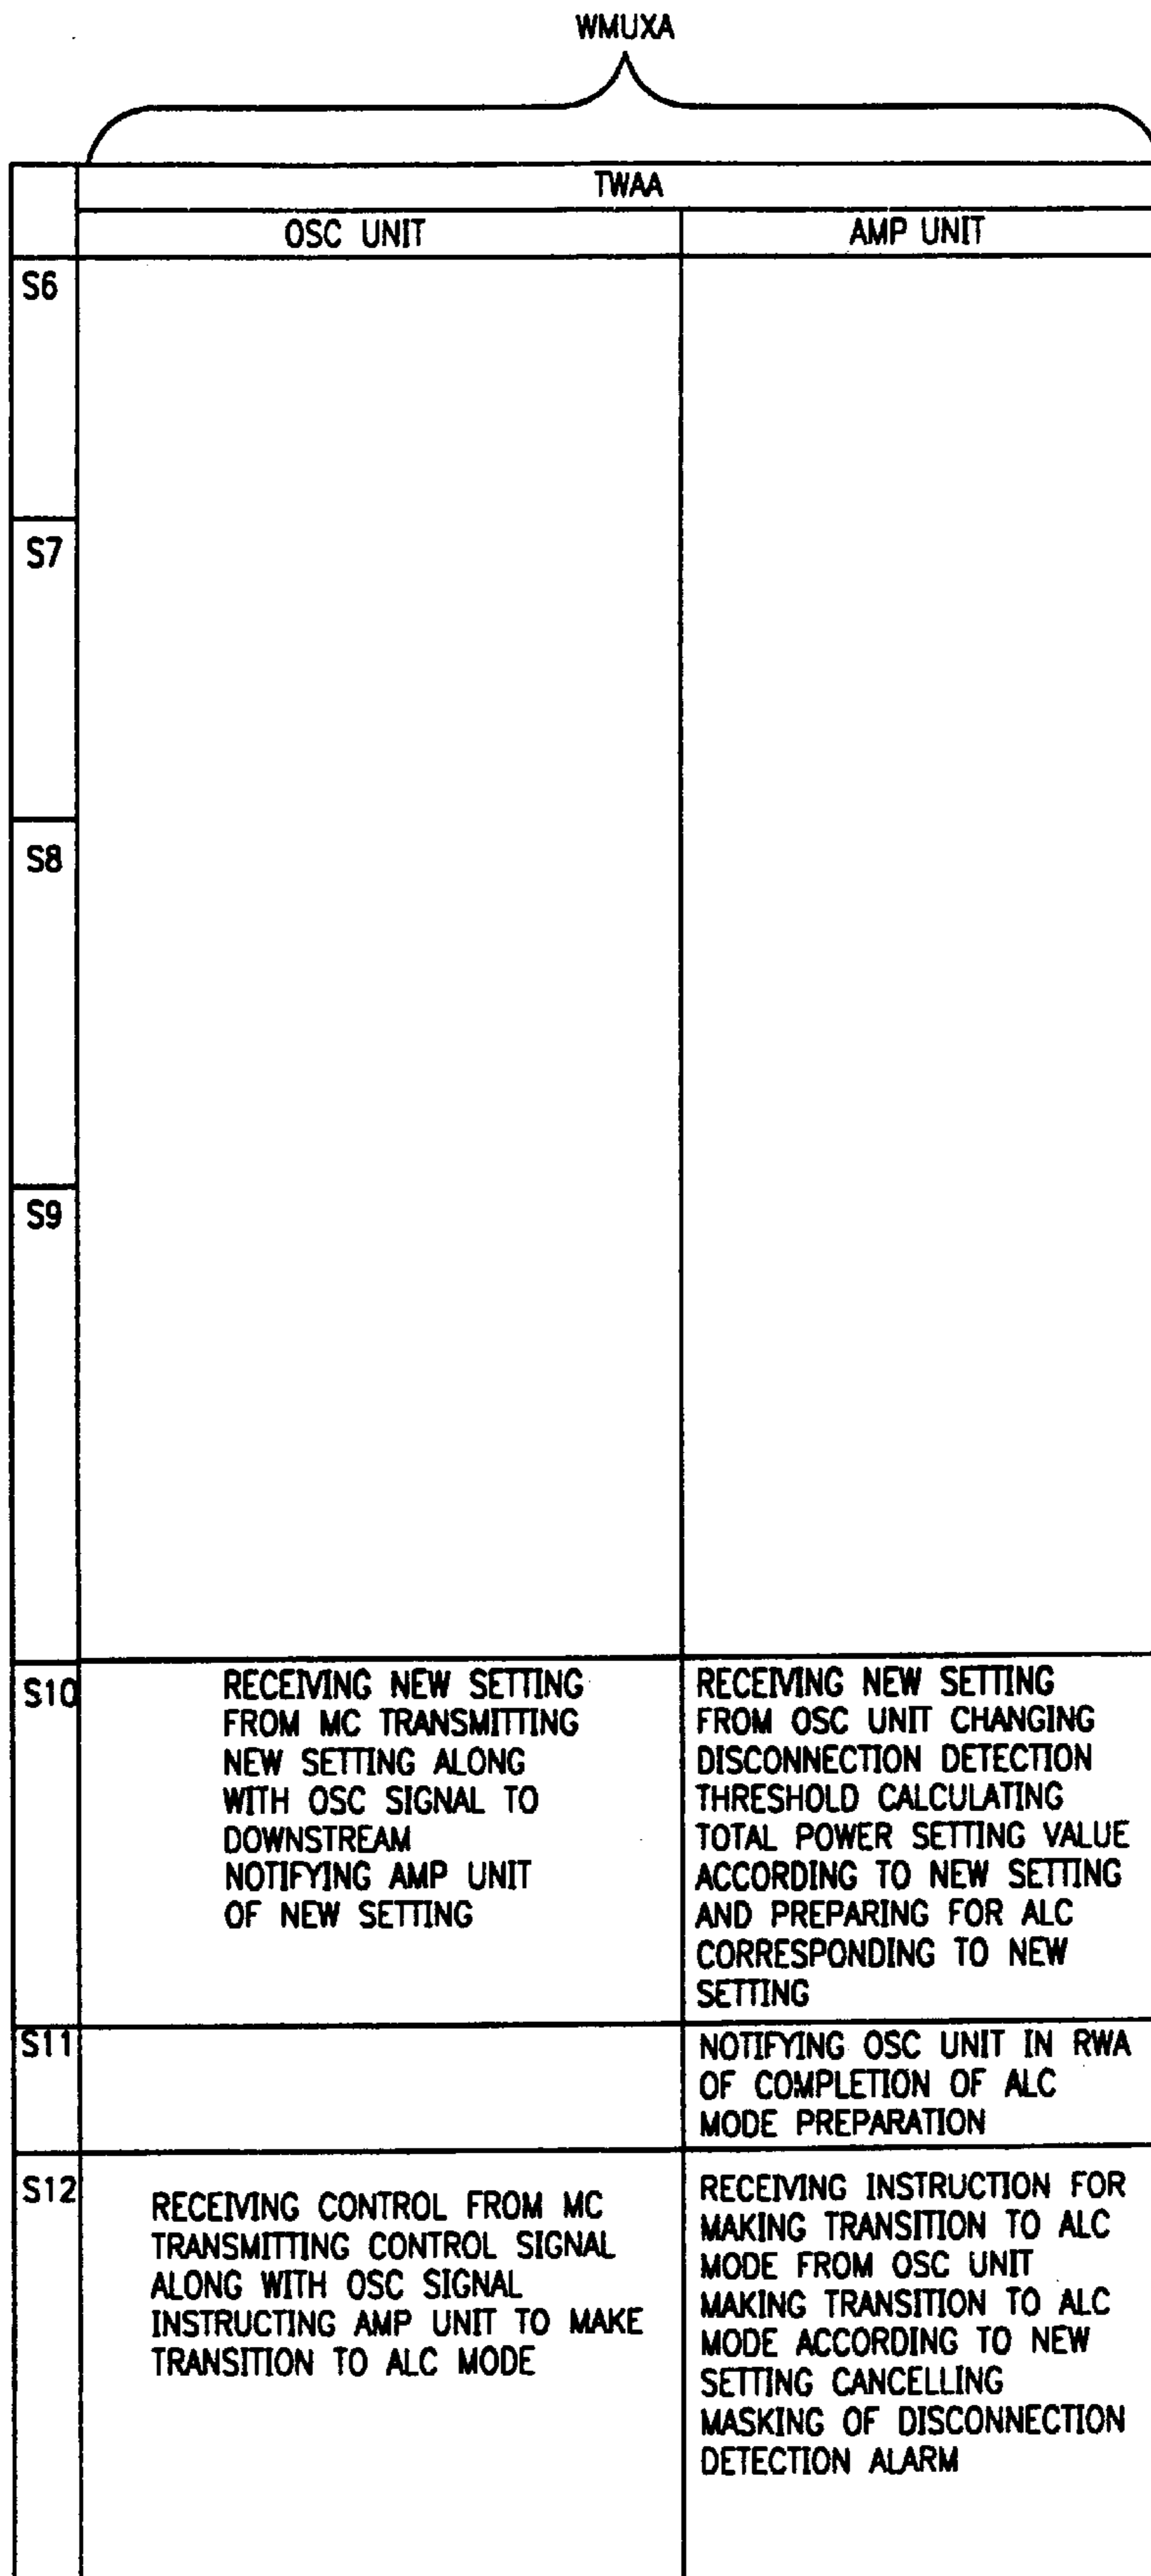 WMUXA
TWAA
OSC UNIT
AMP UNIT
S6
S7
S8
S9
S10
RECEIVING NEW SETTING
FROM MC TRANSMITTING
NEW SETTING ALONG
WITH OSC SIGNAL TO
DOWNSTREAM
NOTIFYING AMP UNIT
OF NEW SETTING
RECEIVING NEW SETTING
FROM OSC UNIT CHANGING
DISCONNECTION DETECTION
THRESHOLD CALCULATING
TOTAL POWER SETTING VALUE
ACCORDING TO NEW SETTING
AND PREPARING FOR ALC
CORRESPONDING TO NEW
SETTING
S11
NOTIFYING OSC UNIT IN RWA
OF COMPLETION OF ALC
MODE PREPARATION
S12
RECEIVING CONTROL FROM MC
TRANSMITTING CONTROL SIGNAL
ALONG WITH OSC SIGNAL
INSTRUCTING AMP UNIT TO MAKE
TRANSITION TO ALC MODE
RECEIVING INSTRUCTION FOR
MAKING TRANSITION TO ALC
MODE FROM OSC UNIT
MAKING TRANSITION TO ALC
MODE ACCORDING TO NEW
SETTING CANCELLING
MASKING OF DISCONNECTION
DETECTION ALARM